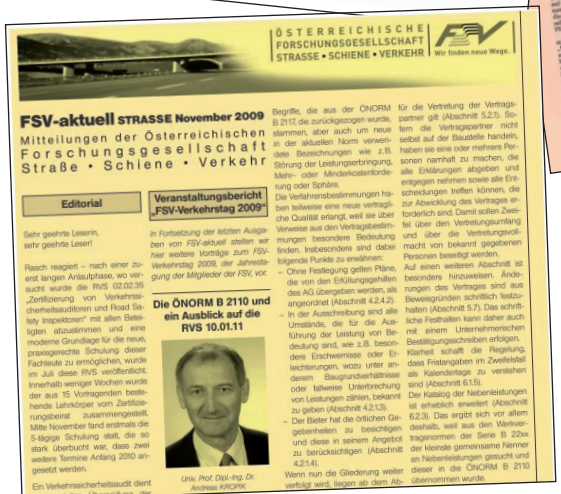 ÖSTERREICHISCHE
FORSCHUNGSGESELLSCHAFT
STRASSE • SCHIENE • VERKEHR
FSV
Wir finden neue Wege.
FSV-aktuell STRASSE November 2009
Mitteilungen der Österreichischen
Forschungsgesellschaft
Straße • Schiene • Verkehr
Editorial
Sehr geehrte Leserin,
sehr geehrte Leser!
Rasch reagiert – nach einer zu-
erst langen Anlaufphase, wo ver-
sucht wurde die RVS 02.02.35
„Zertifizierung von Verkehrssi-
cherheitsauditoren und Road Sa-
fety Inspektoren“ mit allen Betei-
ligten abzustimmen und eine
moderne Grundlage für die neue,
praxisgerechte Schulung dieser
Fachleute zu ermöglichen, wurde
im Juli diese RVS veröffentlicht.
Innerhalb weniger Wochen wurde
der aus 15 Vortragenden beste-
hende Lehrkörper vom Zertifizie-
rungsbeirat zusammengestellt.
Mitte November fand erstmals die
5-tägige Schulung statt, die so
stark überbucht war, dass zwei
weitere Termine Anfang 2010 an-
gesetzt werden.
Ein Verkehrssicherheitsaudit dient
Veranstaltungsbericht
„FSV-Verkehrstag 2009“
In Fortsetzung der letzten Ausga-
ben von FSV-aktuell stellen wir
hier weitere Vorträge zum FSV-
Verkehrstag 2009, der Jahresta-
gung der Mitglieder der FSV, vor.
Die ÖNORM B 2110 und
ein Ausblick auf die
RVS 10.01.11
Univ. Prof. Dipl.-Ing. Dr.
Andreas KROPIK
Begriffe, die aus der ÖNORM
B 2117, die zurückgezogen wurde,
stammen, aber auch um neue
in der aktuellen Norm verwen-
dete Bezeichnungen wie z.B.
Störung der Leistungserbringung,
Mehr- oder Minderkostenforde-
rung oder Sphäre.
Die Verfahrensbestimmungen ha-
ben teilweise eine neue vertragli-
che Qualität erlangt, weil sie über
Verweise aus den Vertragsbestim-
mungen besondere Bedeutung
finden. Insbesondere sind dabei
folgende Punkte zu erwähnen:
– Ohne Festlegung gelten Pläne,
die von den Erfüllungsgehilfen
des AG übergeben werden, als
angeordnet (Abschnitt 4.2.4.2).
– In der Ausschreibung sind alle
Umstände, die für die Aus-
führung der Leistung von Be-
deutung sind, wie z.B. beson-
dere Erschwernisse oder Er-
leichterungen, wozu unter an-
derem Baugrundverhältnisse
oder fallweise Unterbrechung
von Leistungen zählen, bekannt
zu geben (Abschnitt 4.2.1.3).
– Der Bieter hat die örtlichen Ge-
gebenheiten zu besichtigen
und diese in seinem Angebot
zu berücksichtigen (Abschnitt
4.2.1.4).
Wenn nun die Gliederung weiter
verfolgt wird, liegen ab dem Ab-
für die Vertretung der Vertrags-
partner gilt (Abschnitt 5.2.1). So-
fern die Vertragspartner nicht
selbst auf der Baustelle handeln,
haben sie eine oder mehrere Per-
sonen namhaft zu machen, die
alle Erklärungen abgeben und
entgegen nehmen sowie alle Ent-
scheidungen treffen können, die
zur Abwicklung des Vertrages er-
forderlich sind. Damit sollen Zwei-
fel über den Vertretungsumfang
und über die Vertretungsvoll-
macht von bekannt gegebenen
Personen beseitigt werden.
Auf einen weiteren Abschnitt ist
besonders hinzuweisen. Ände-
rungen des Vertrages sind aus
Beweisgründen schriftlich festzu-
halten (Abschnitt 5.7). Das schrift-
liche Festhalten kann daher auch
mit einem Unternehmerischen
Bestätigungsschreiben erfolgen.
Klarheit schafft die Regelung,
dass Fristangaben im Zweifelsfall
als Kalendertage zu verstehen
sind (Abschnitt 6.1.5).
Der Katalog der Nebenleistungen
ist erheblich erweitert (Abschnitt
6.2.3). Das ergibt sich vor allem
deshalb, weil aus den Werkver-
tragsnormen der Serie B 22xx
der kleinste gemeinsame Nenner
an Nebenleistungen gesucht und
dieser in die ÖNORM B 2110
übernommen wurde.